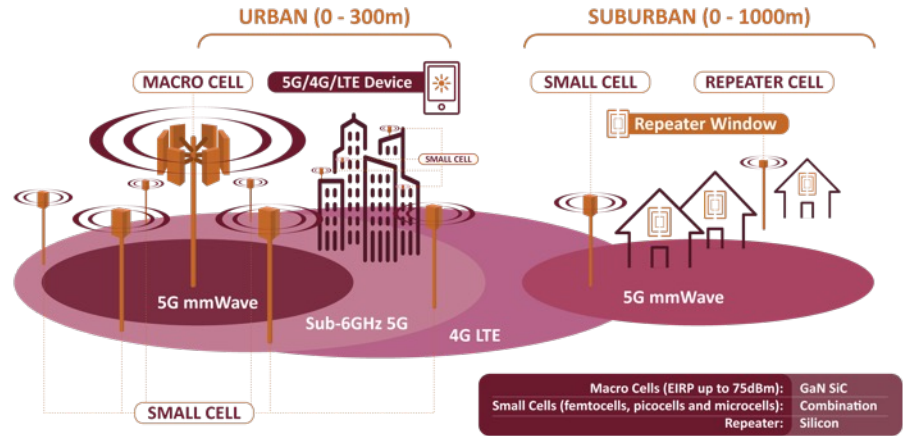 URBAN (0 - 300m)
SUBURBAN (0 - 1000m)
MACRO CELL
5G/4G/LTE Device
SMALL CELL
REPEATER CELL
Repeater Window
SMALL CELL
5G mmWave
Sub-6GHz 5G
4G LTE
5G mmWave
SMALL CELL
Macro Cells (EIRP up to 75dBm): GaN SiC
Small Cells (femtocells, picocells and microcells): Combination
Repeater: Silicon